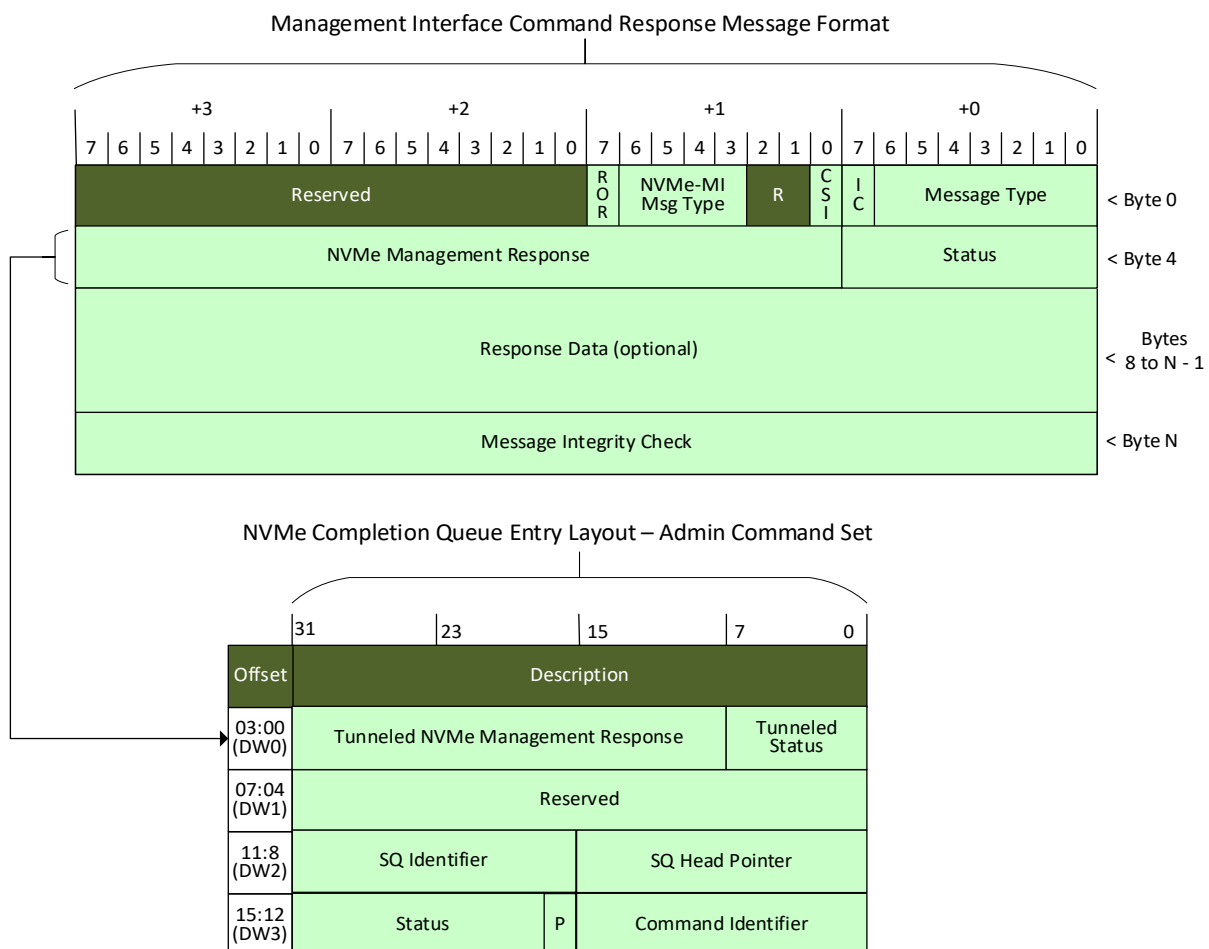 Management Interface Command Response Message Format
+3 +2 +1 +0
7 6 5 4 3 2 1 0 7 6 5 4 3 2 1 0 7 6 5 4 3 2 1 0 7 6 5 4 3 2 1 0
Reserved
ROR
NVMe-MI
Msg Type
R
CSI
IC
Message Type
< Byte 0
NVMe Management Response
Status
< Byte 4
Response Data (optional)
Bytes
< 8 to N - 1
Message Integrity Check
< Byte N
NVMe Completion Queue Entry Layout – Admin Command Set
31 23 15 7 0
Offset
Description
03:00
(DW0)
Tunneled NVMe Management Response
Tunneled
Status
07:04
(DW1)
Reserved
11:8
(DW2)
SQ Identifier
SQ Head Pointer
15:12
(DW3)
Status
P
Command Identifier